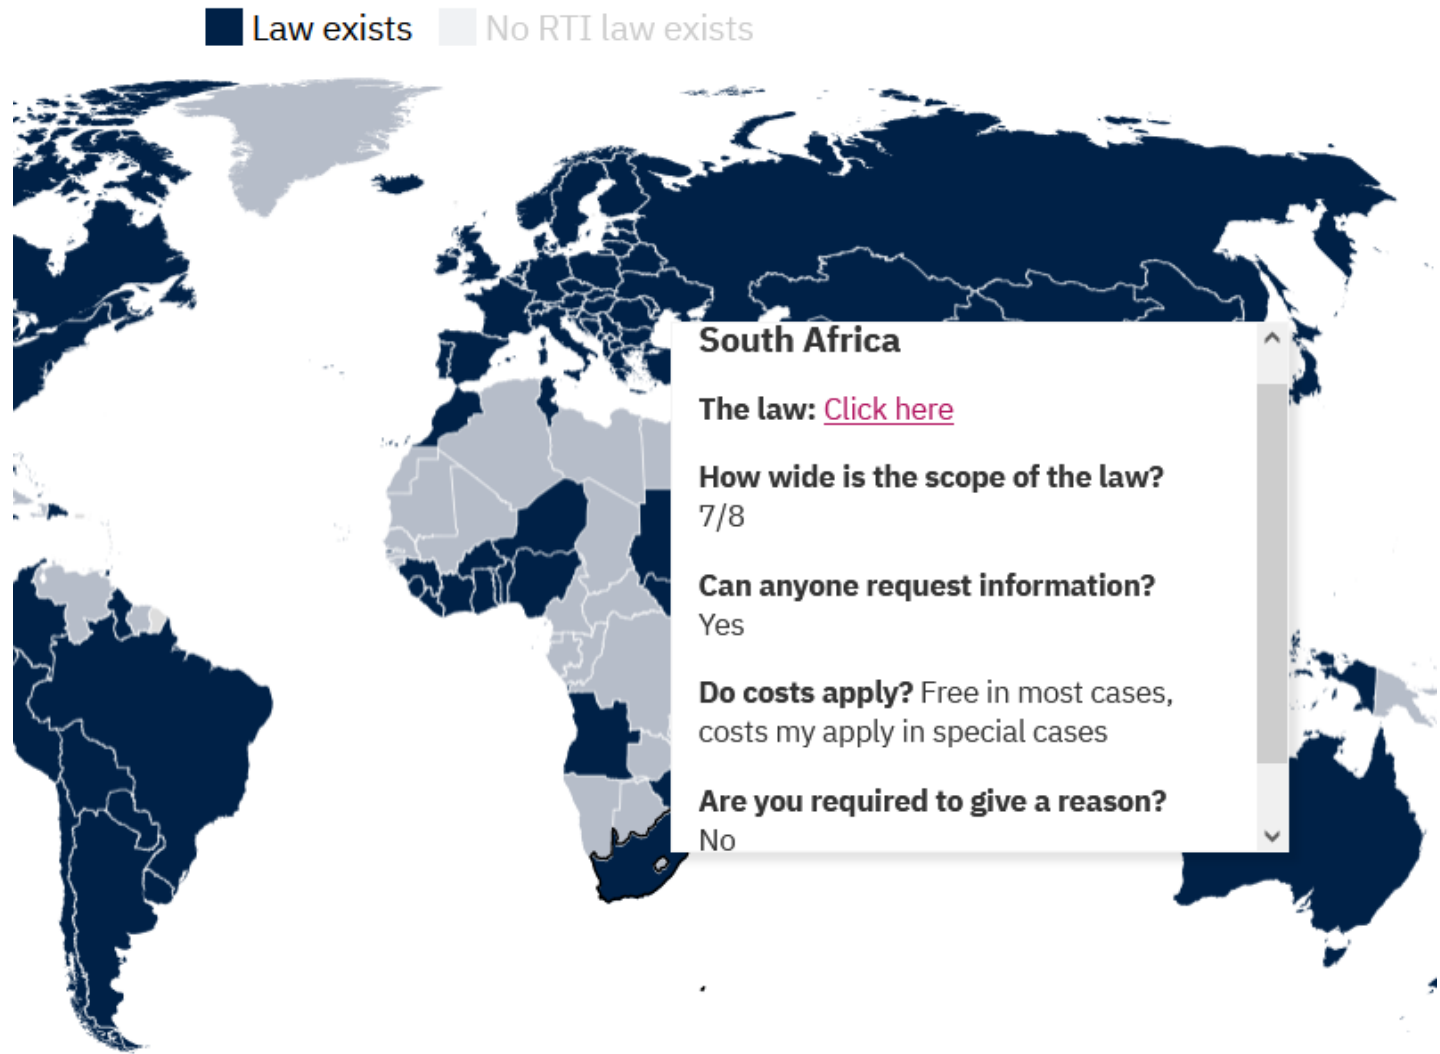 Law exists No RTI law exists
South Africa
The law: Click here
How wide is the scope of the law?
7/8
Can anyone request information?
Yes
Do costs apply? Free in most cases,
costs my apply in special cases
Are you required to give a reason?
No